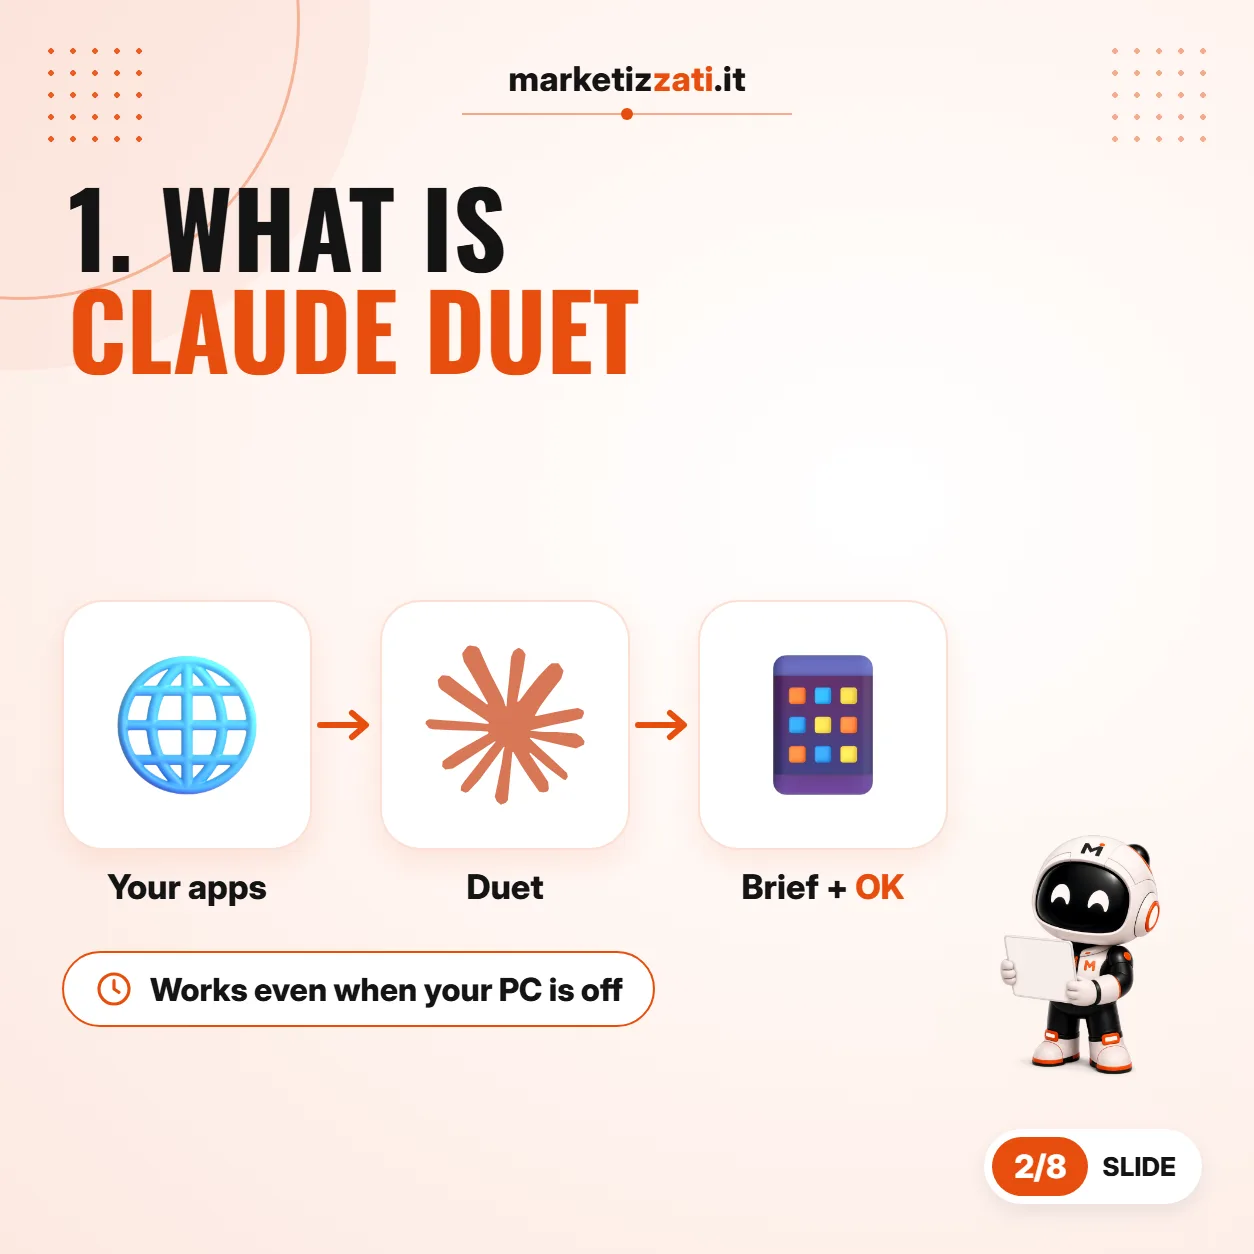 marketizzati.it
1. WHAT IS
CLAUDE DUET
Your apps
Duet
Brief + OK
Works even when your PC is off
M
M
2/8 SLIDE